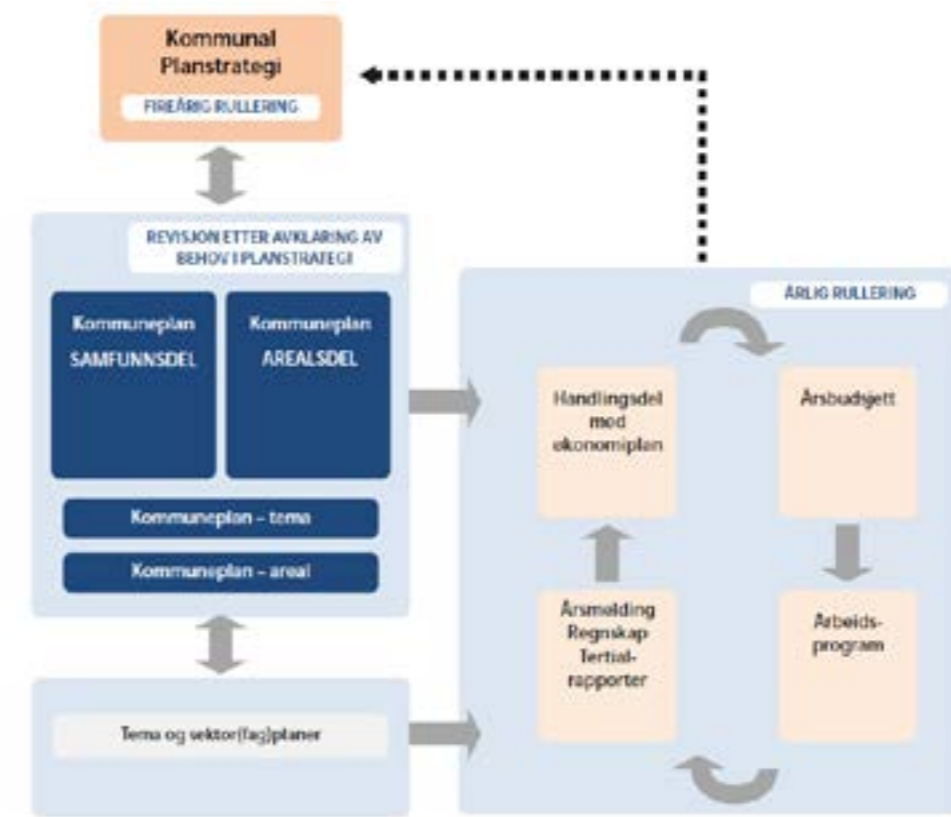 Kommunal
Planstrategi
FIREÅRIG RULLERING
REVISJON ETTER AVKLARING AV
BEHOV I PLANSTRATEGI
Kommuneplan
SAMFUNNSDEL
Kommuneplan
AREALSDEL
Kommuneplan – tema
Kommuneplan – areal
Tema og sektor(fag)planer
ÅRLIG RULLERING
Handlingsdel
med
økonomiplan
Årsbudsjett
Årsmelding
Regnskap
Tertial-
rapporter
Arbeids-
program